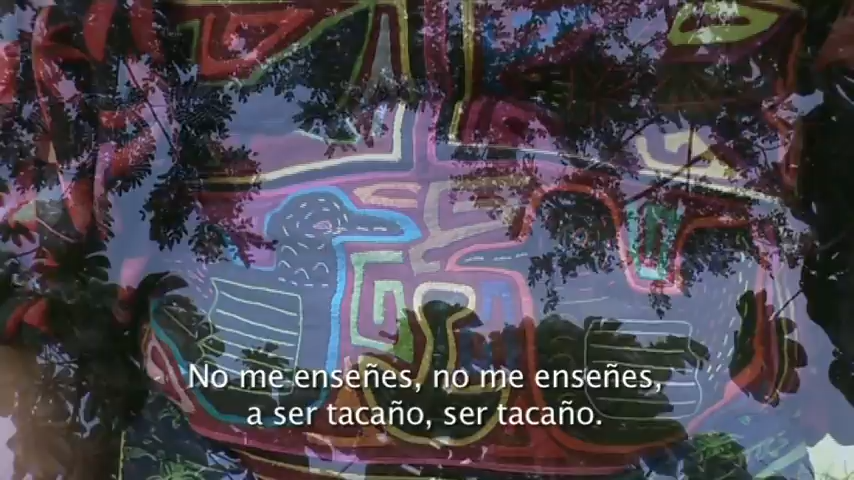 No me enseñes, no me enseñes,
a ser tacaño, ser tacaño.